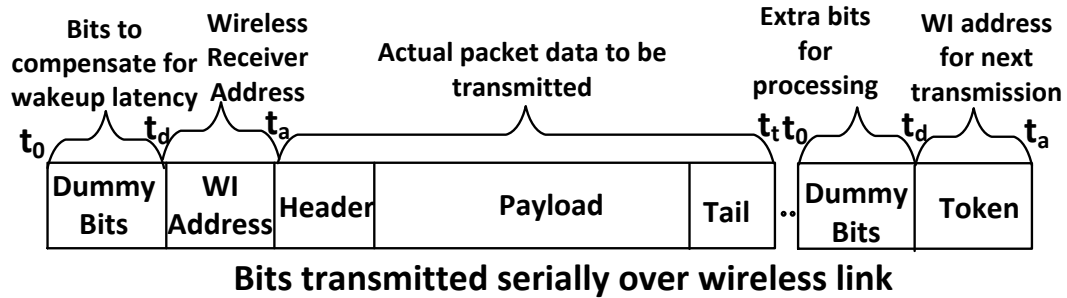 Bits to
compensate for
wakeup latency
Wireless
Receiver
Address
Actual packet data to be
transmitted
Extra bits
for
processing
WI address
for next
transmission
t0 td ta tt t0 td ta
Dummy
Bits
WI
Address
Header
Payload
Tail
..
Dummy
Bits
Token
Bits transmitted serially over wireless link